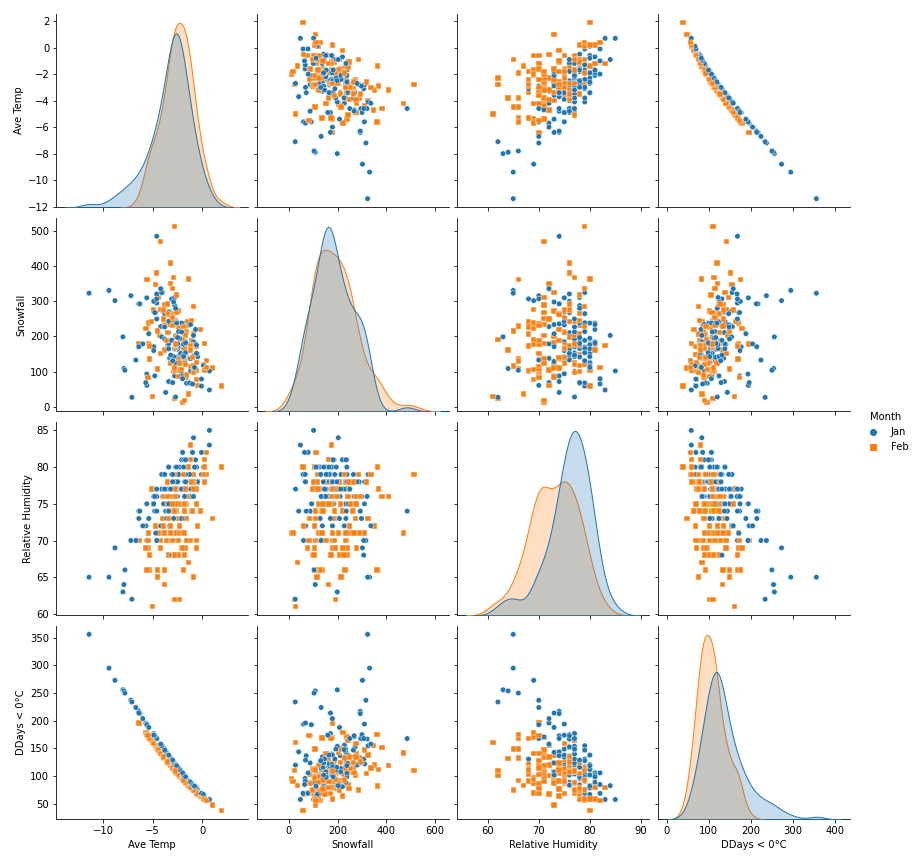 2
0
−2
−4
−6
−8
−10
−12
Ave Temp
500
400
300
200
100
0
Snowfall
85
80
75
70
65
60
Relative Humidity
Month
Jan
Feb
350
300
250
200
150
100
50
DDays < 0°C
−10 −5 0
0 200 400 600
60 70 80 90
0 100 200 300 400
Ave Temp Snowfall Relative Humidity DDays < 0°C